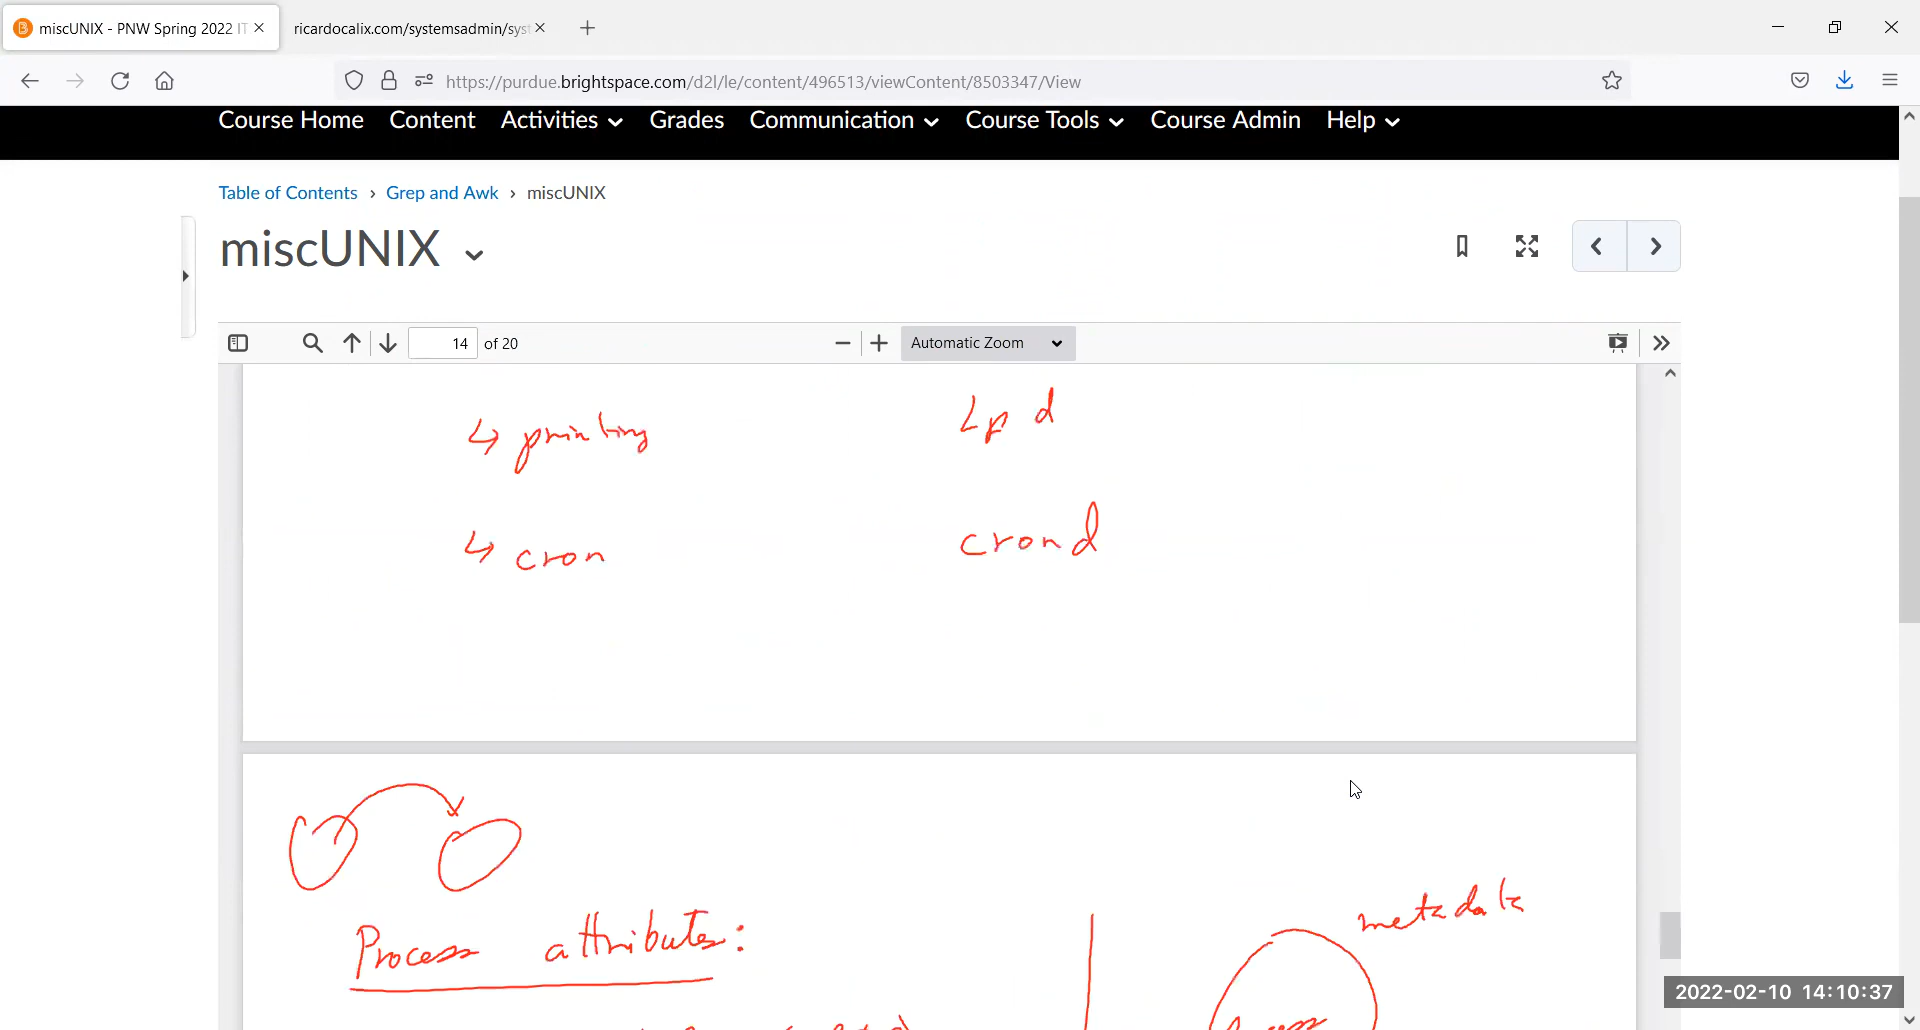 miscUNIX - PNW Spring 2022 IT
ricardocalix.com/systemsadmin/sys
https://purdue.brightspace.com/d2l/le/content/496513/viewContent/8503347/View
Course Home Content Activities Grades Communication Course Tools Course Admin Help
Table of Contents › Grep and Awk › miscUNIX
miscUNIX
14 of 20 Automatic Zoom
↳ printing Lp d
↳ cron crond
metadata
Process attributes:
2022-02-10 14:10:37